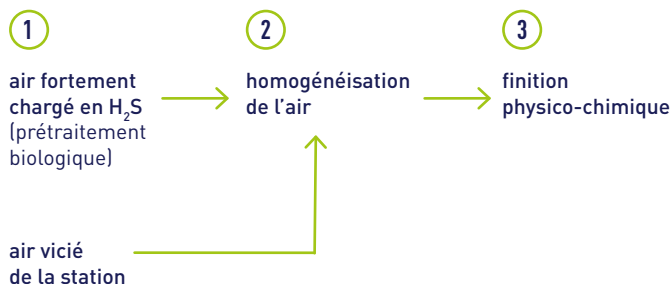 1
air fortement
chargé en H₂S
(prétraitement
biologique)
2
homogénéisation
de l’air
3
finition
physico-chimique
air vicié
de la station